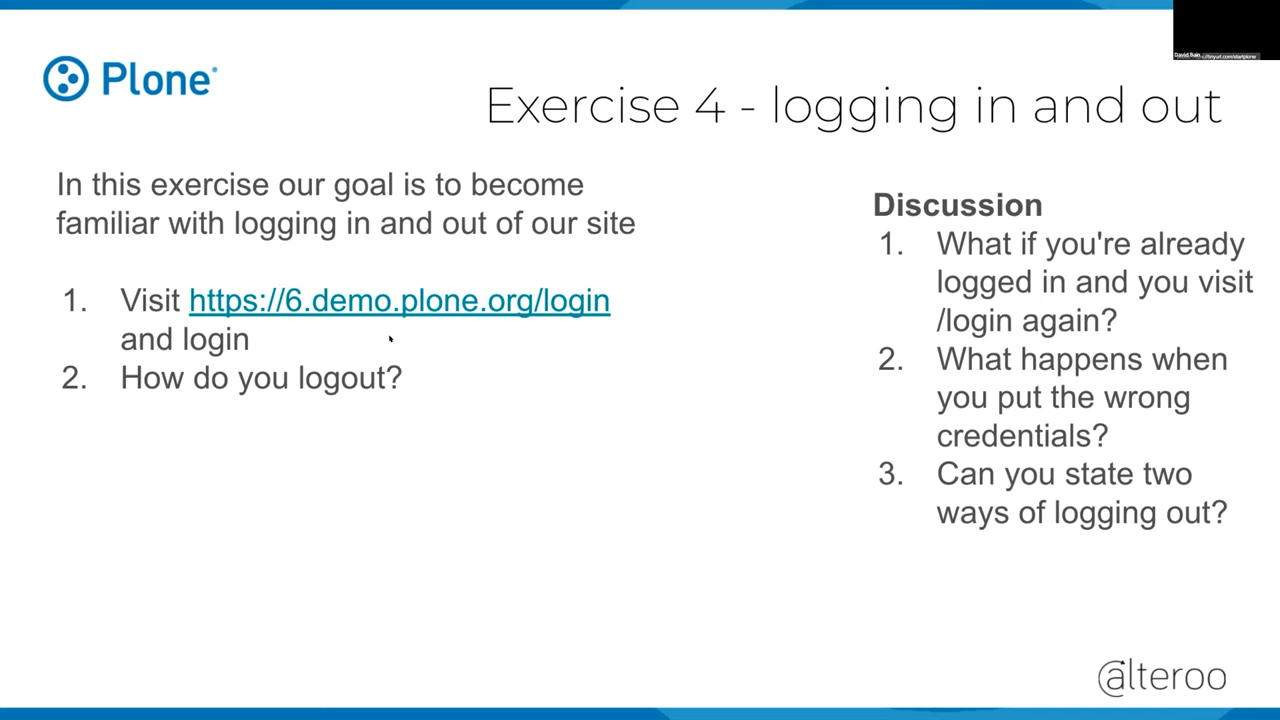 David Bain
Plone®
Exercise 4 - logging in and out
In this exercise our goal is to become
familiar with logging in and out of our site
1. Visit https://6.demo.plone.org/login
and login
2. How do you logout?
Discussion
1. What if you're already
logged in and you visit
/login again?
2. What happens when
you put the wrong
credentials?
3. Can you state two
ways of logging out?
@lteroo